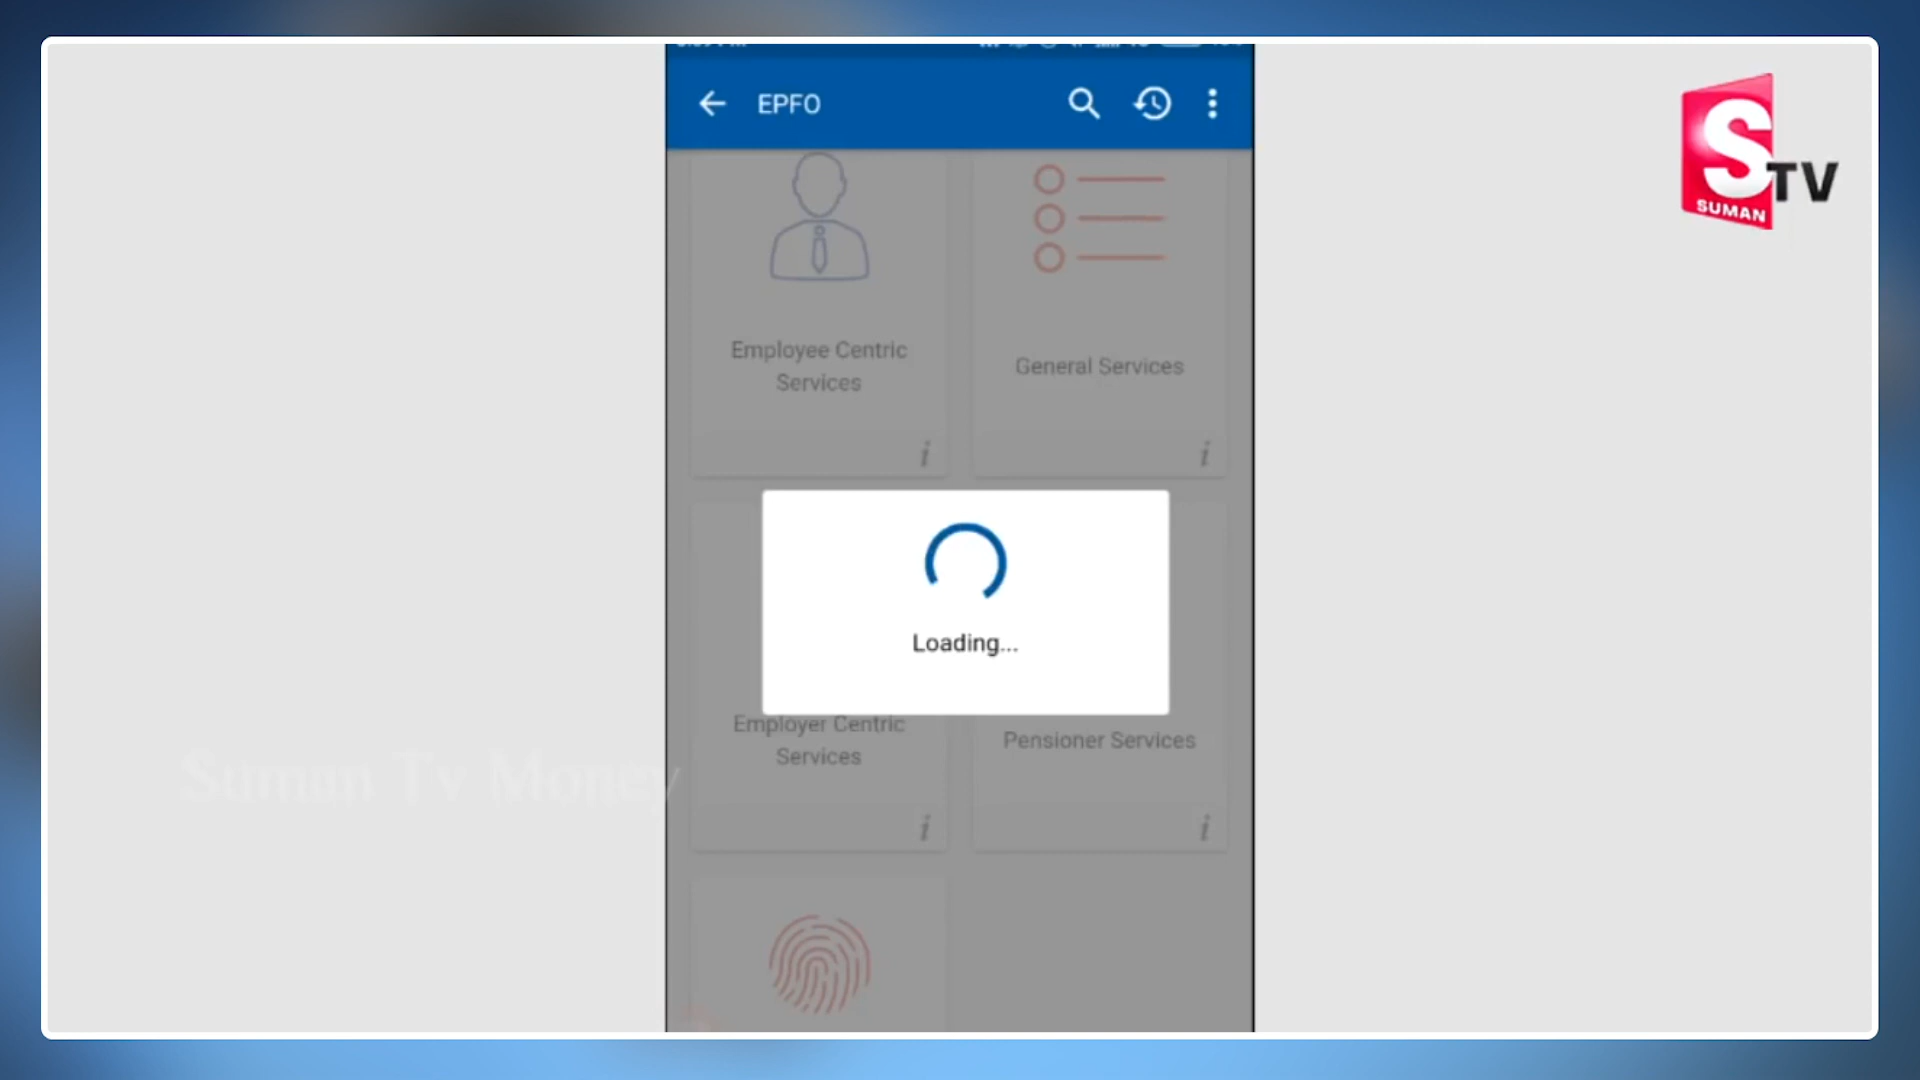 EPFO
S
TV
SUMAN
Employee Centric
Services
General Services
i
i
Loading...
Employer Centric
Services
Pensioner Services
Suman Tv Money
i
i